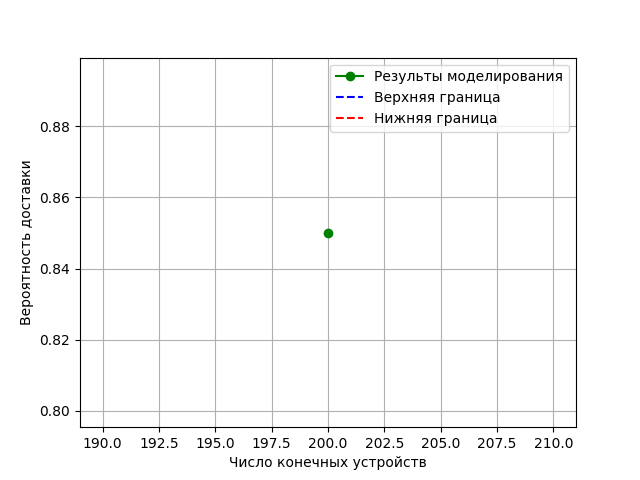 Результы моделирования
Верхняя граница
Нижняя граница
0.88
0.86
0.84
0.82
0.80
Вероятность доставки
190.0 192.5 195.0 197.5 200.0 202.5 205.0 207.5 210.0
Число конечных устройств